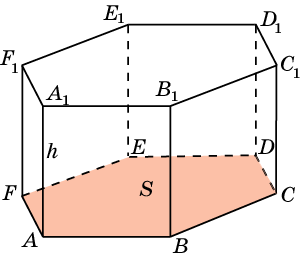 E₁ D₁
F₁ C₁
A₁ B₁
h E D
F S C
A B